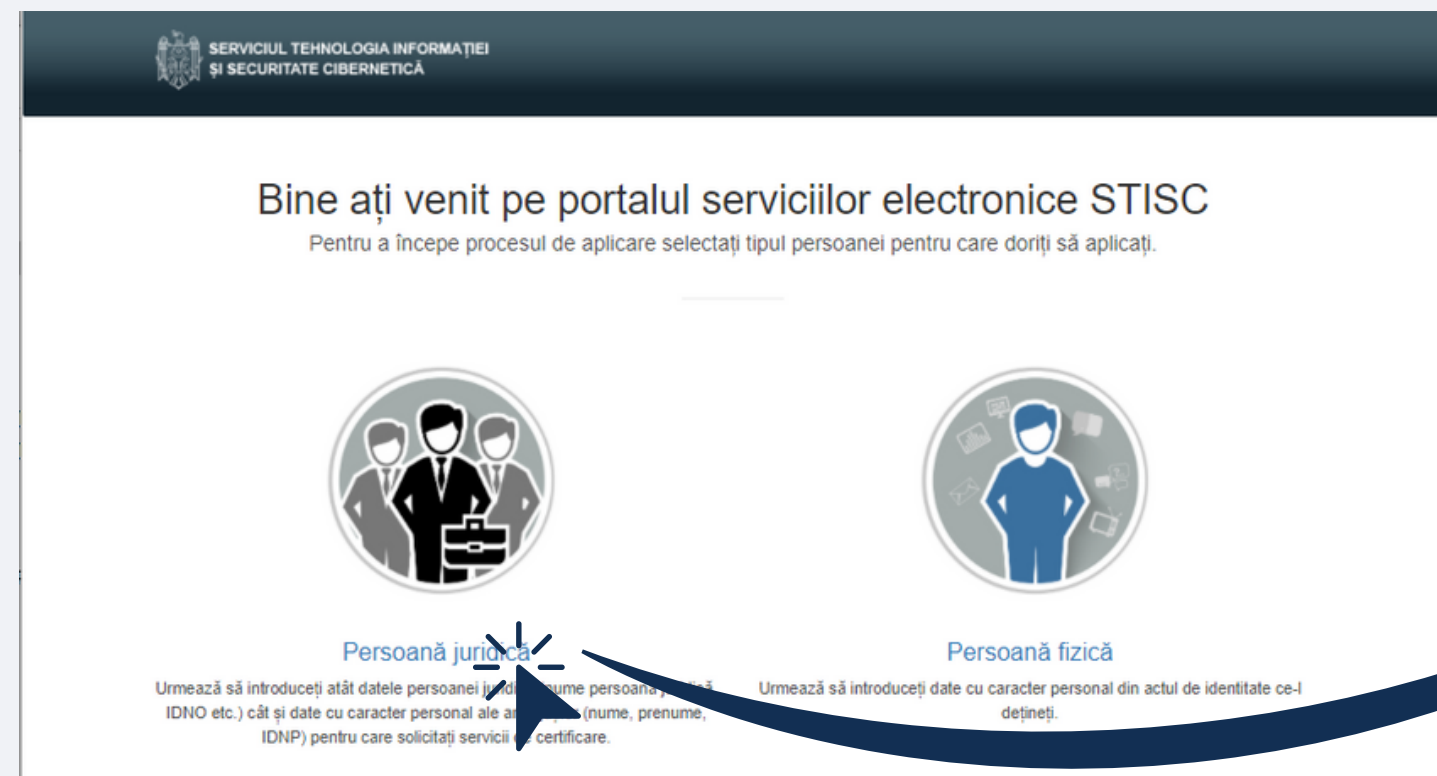 SERVICIUL TEHNOLOGIA INFORMAȚIEI
ȘI SECURITATE CIBERNETICĂ
Bine ați venit pe portalul serviciilor electronice STISC
Pentru a începe procesul de aplicare selectați tipul persoanei pentru care doriți să aplicați.
Persoană juridică
Urmează să introduceți atât datele persoanei persoană
IDNO etc.) cât și date cu caracter personal ale (nume, prenume,
IDNP) pentru care solicitați servicii de certificare.
Persoană fizică
Urmează să introduceți date cu caracter personal din actul de identitate ce-l
dețineți.